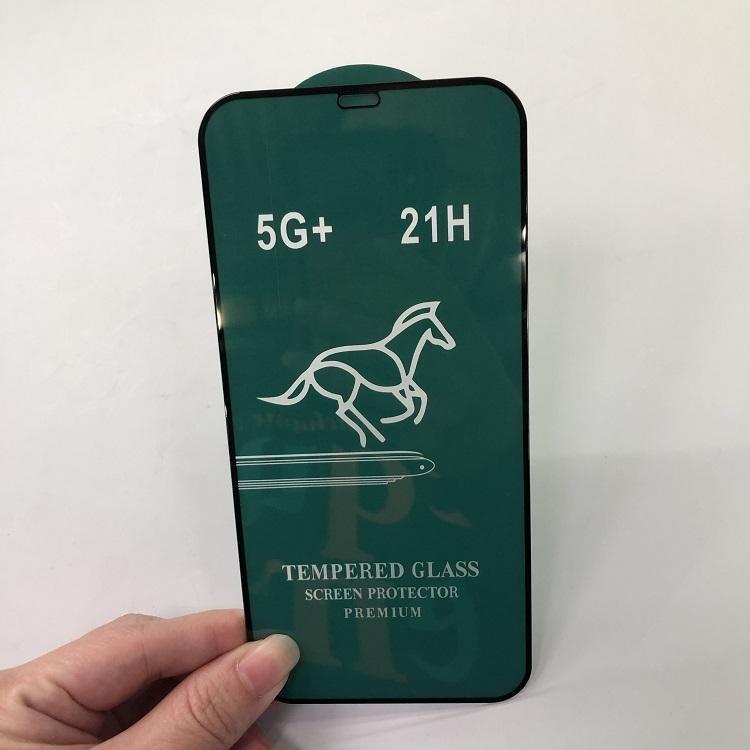 5G+ 21H
TEMPERED GLASS
SCREEN PROTECTOR
PREMIUM